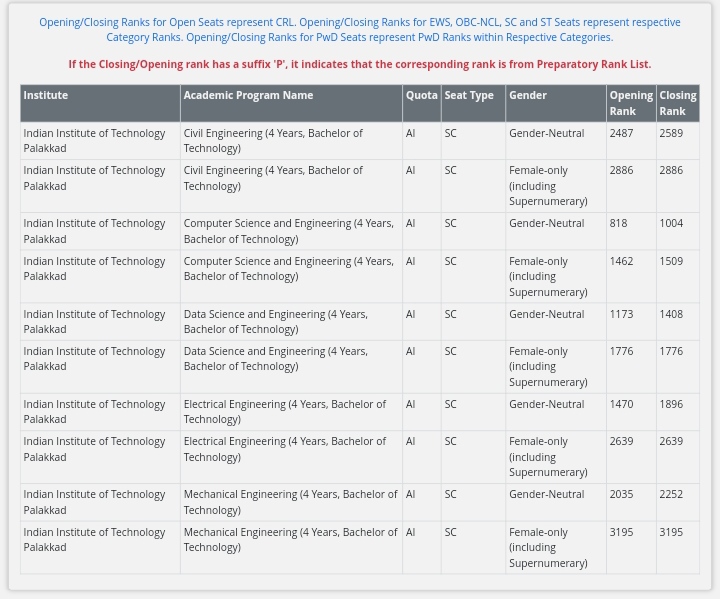 Opening/Closing Ranks for Open Seats represent CRL. Opening/Closing Ranks for EWS, OBC-NCL, SC and ST Seats represent respective
Category Ranks. Opening/Closing Ranks for PwD Seats represent PwD Ranks within Respective Categories.
If the Closing/Opening rank has a suffix 'P', it indicates that the corresponding rank is from Preparatory Rank List.
Institute Academic Program Name Quota Seat Type Gender Opening Closing
Rank Rank
Indian Institute of Technology Civil Engineering (4 Years, Bachelor of AI SC Gender-Neutral 2487 2589
Palakkad Technology)
Indian Institute of Technology Civil Engineering (4 Years, Bachelor of AI SC Female-only 2886 2886
Palakkad Technology) (including
Supernumerary)
Indian Institute of Technology Computer Science and Engineering (4 Years, AI SC Gender-Neutral 818 1004
Palakkad Bachelor of Technology)
Indian Institute of Technology Computer Science and Engineering (4 Years, AI SC Female-only 1462 1509
Palakkad Bachelor of Technology) (including
Supernumerary)
Indian Institute of Technology Data Science and Engineering (4 Years, AI SC Gender-Neutral 1173 1408
Palakkad Bachelor of Technology)
Indian Institute of Technology Data Science and Engineering (4 Years, AI SC Female-only 1776 1776
Palakkad Bachelor of Technology) (including
Supernumerary)
Indian Institute of Technology Electrical Engineering (4 Years, Bachelor of AI SC Gender-Neutral 1470 1896
Palakkad Technology)
Indian Institute of Technology Electrical Engineering (4 Years, Bachelor of AI SC Female-only 2639 2639
Palakkad Technology) (including
Supernumerary)
Indian Institute of Technology Mechanical Engineering (4 Years, Bachelor of AI SC Gender-Neutral 2035 2252
Palakkad Technology)
Indian Institute of Technology Mechanical Engineering (4 Years, Bachelor of AI SC Female-only 3195 3195
Palakkad Technology) (including
Supernumerary)